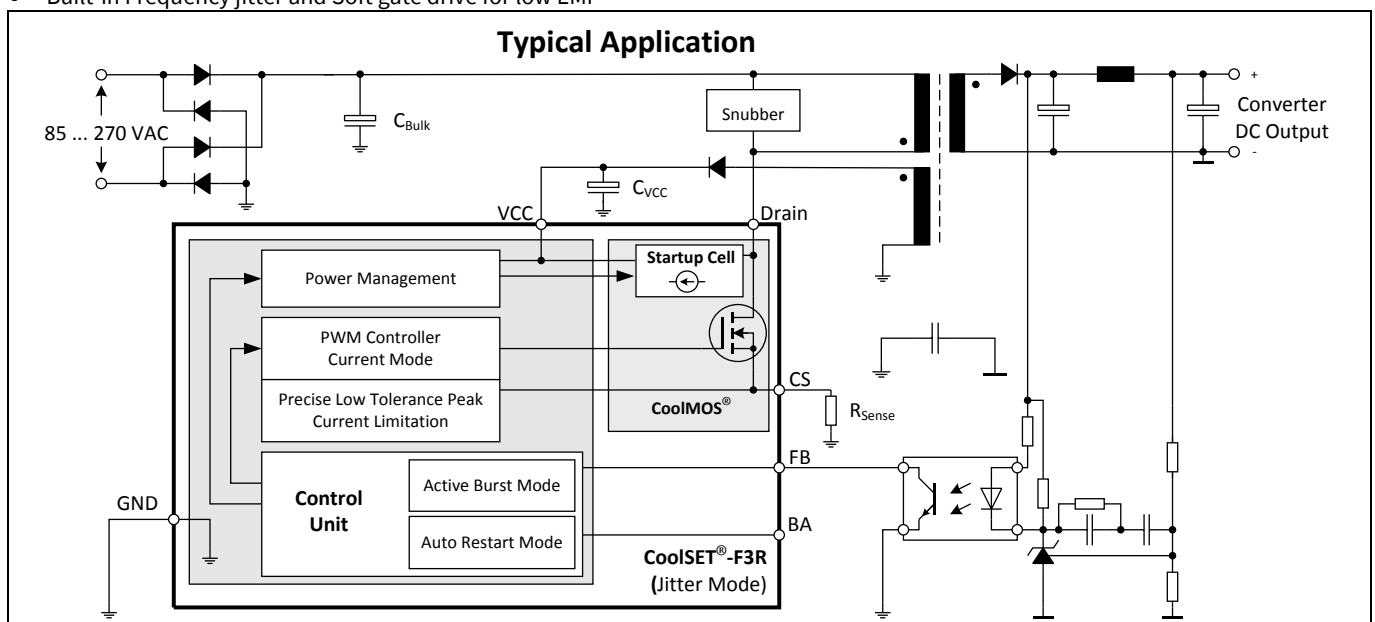 Built-in Frequency jitter and Soft gate drive for low EMI
Typical Application
+
Snubber
Converter
DC Output
CBulk
85 ... 270 VAC
-
CVCC
VCC
Drain
Startup Cell
Power Management
PWM Controller
Current Mode
CS
Precise Low Tolerance Peak
Current Limitation
CoolMOS®
RSense
FB
Control
Unit
Active Burst Mode
GND
BA
Auto Restart Mode
CoolSET®-F3R
(Jitter Mode)